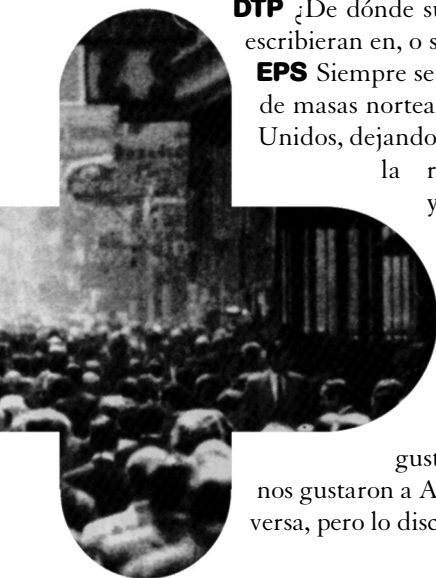 DTP ¿De dónde su
escribieran en, o s
EPS Siempre se
de masas nortea
Unidos, dejando
la r
y
gust
nos gustaron a A
versa, pero lo disc